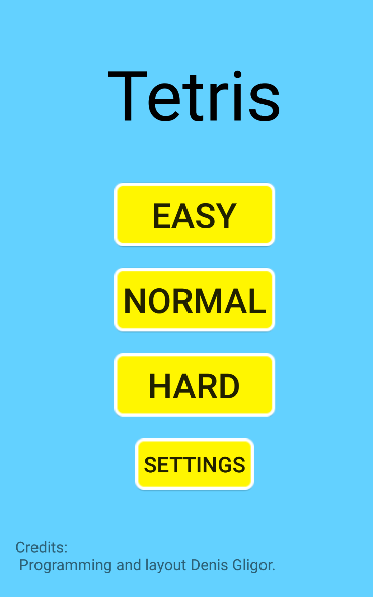 Tetris
EASY
NORMAL
HARD
SETTINGS
Credits:
Programming and layout Denis Gligor.